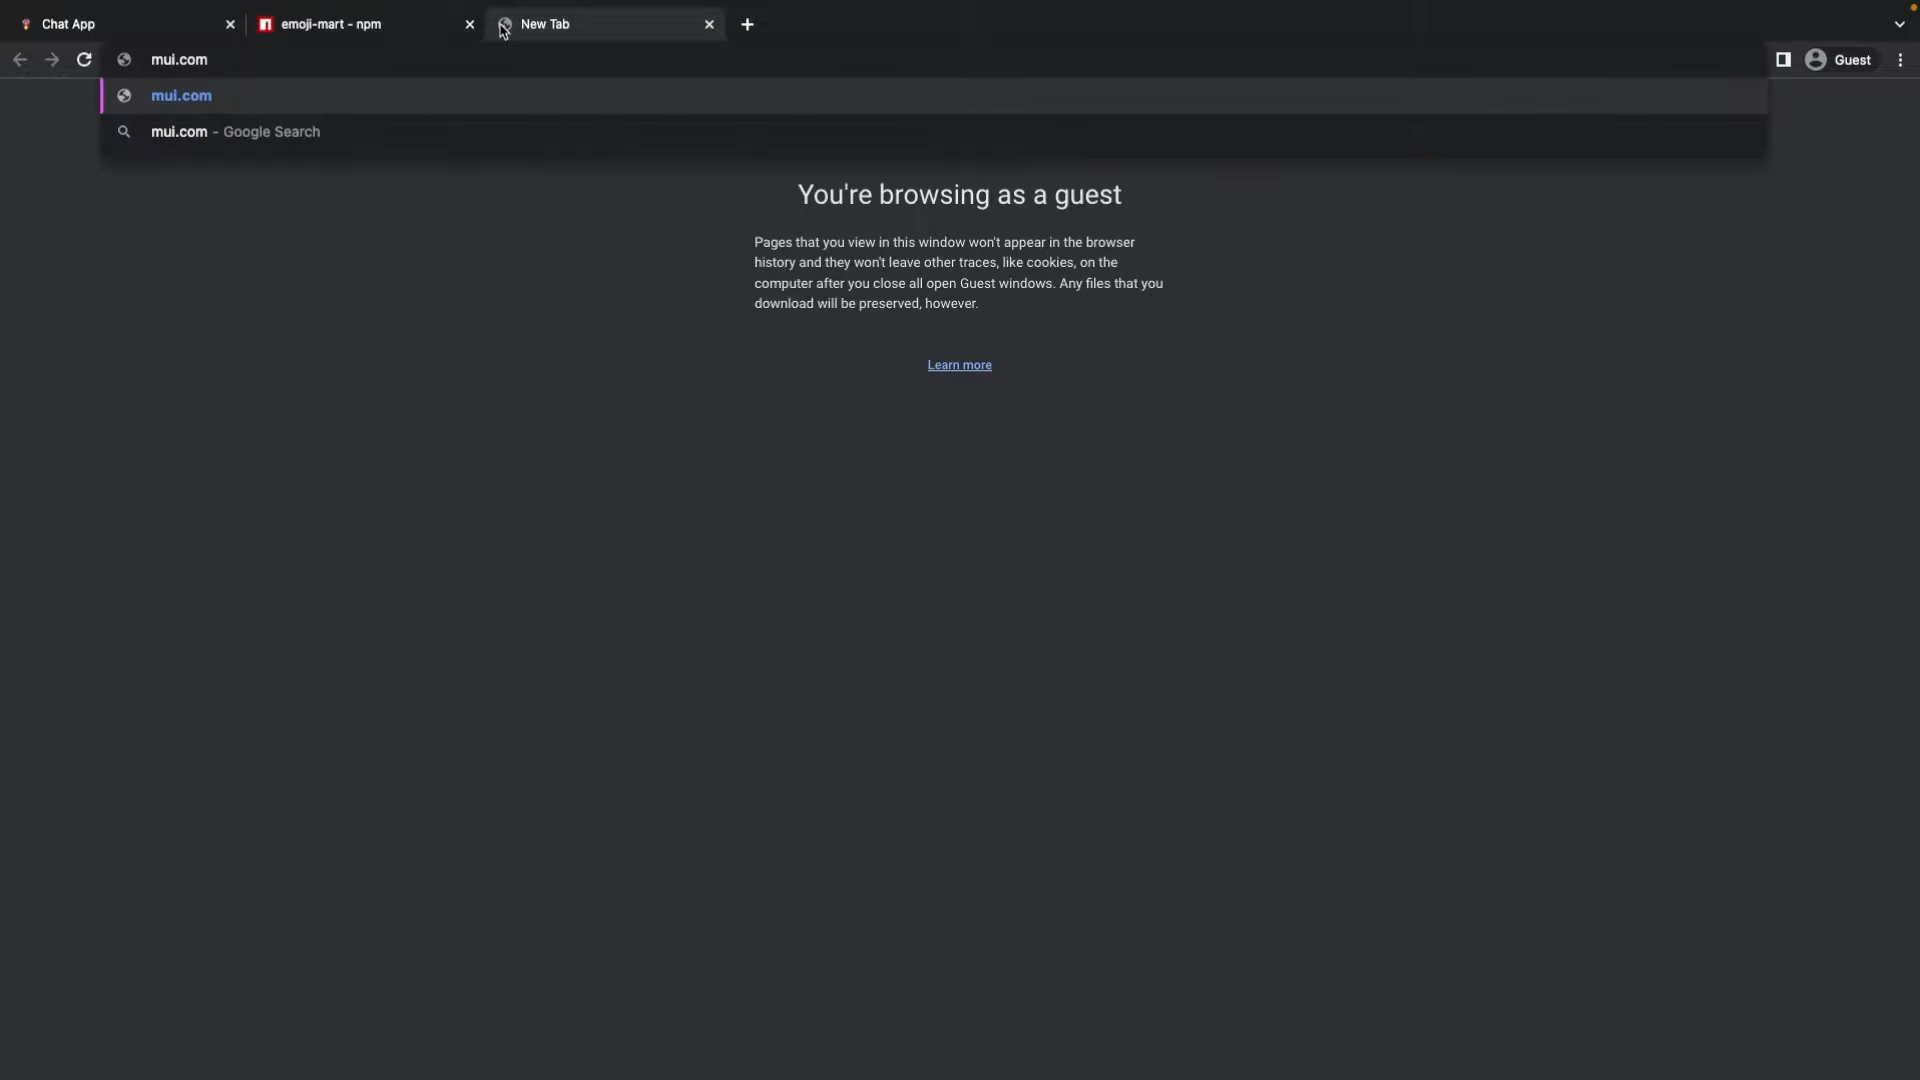 Chat App
emoji-mart - npm
New Tab
mui.com
Guest
mui.com
mui.com - Google Search
You're browsing as a guest
Pages that you view in this window won't appear in the browser
history and they won't leave other traces, like cookies, on the
computer after you close all open Guest windows. Any files that you
download will be preserved, however.
Learn more